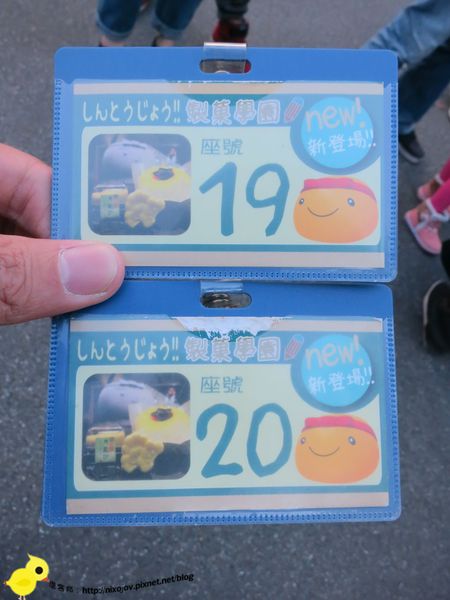 しんとうじょう!! 製菓學園
new!
新登場!!
座號
19
しんとうじょう!! 製菓學園
new!
新登場!!
座號
20
http://nixojov.pixnet.net/blog